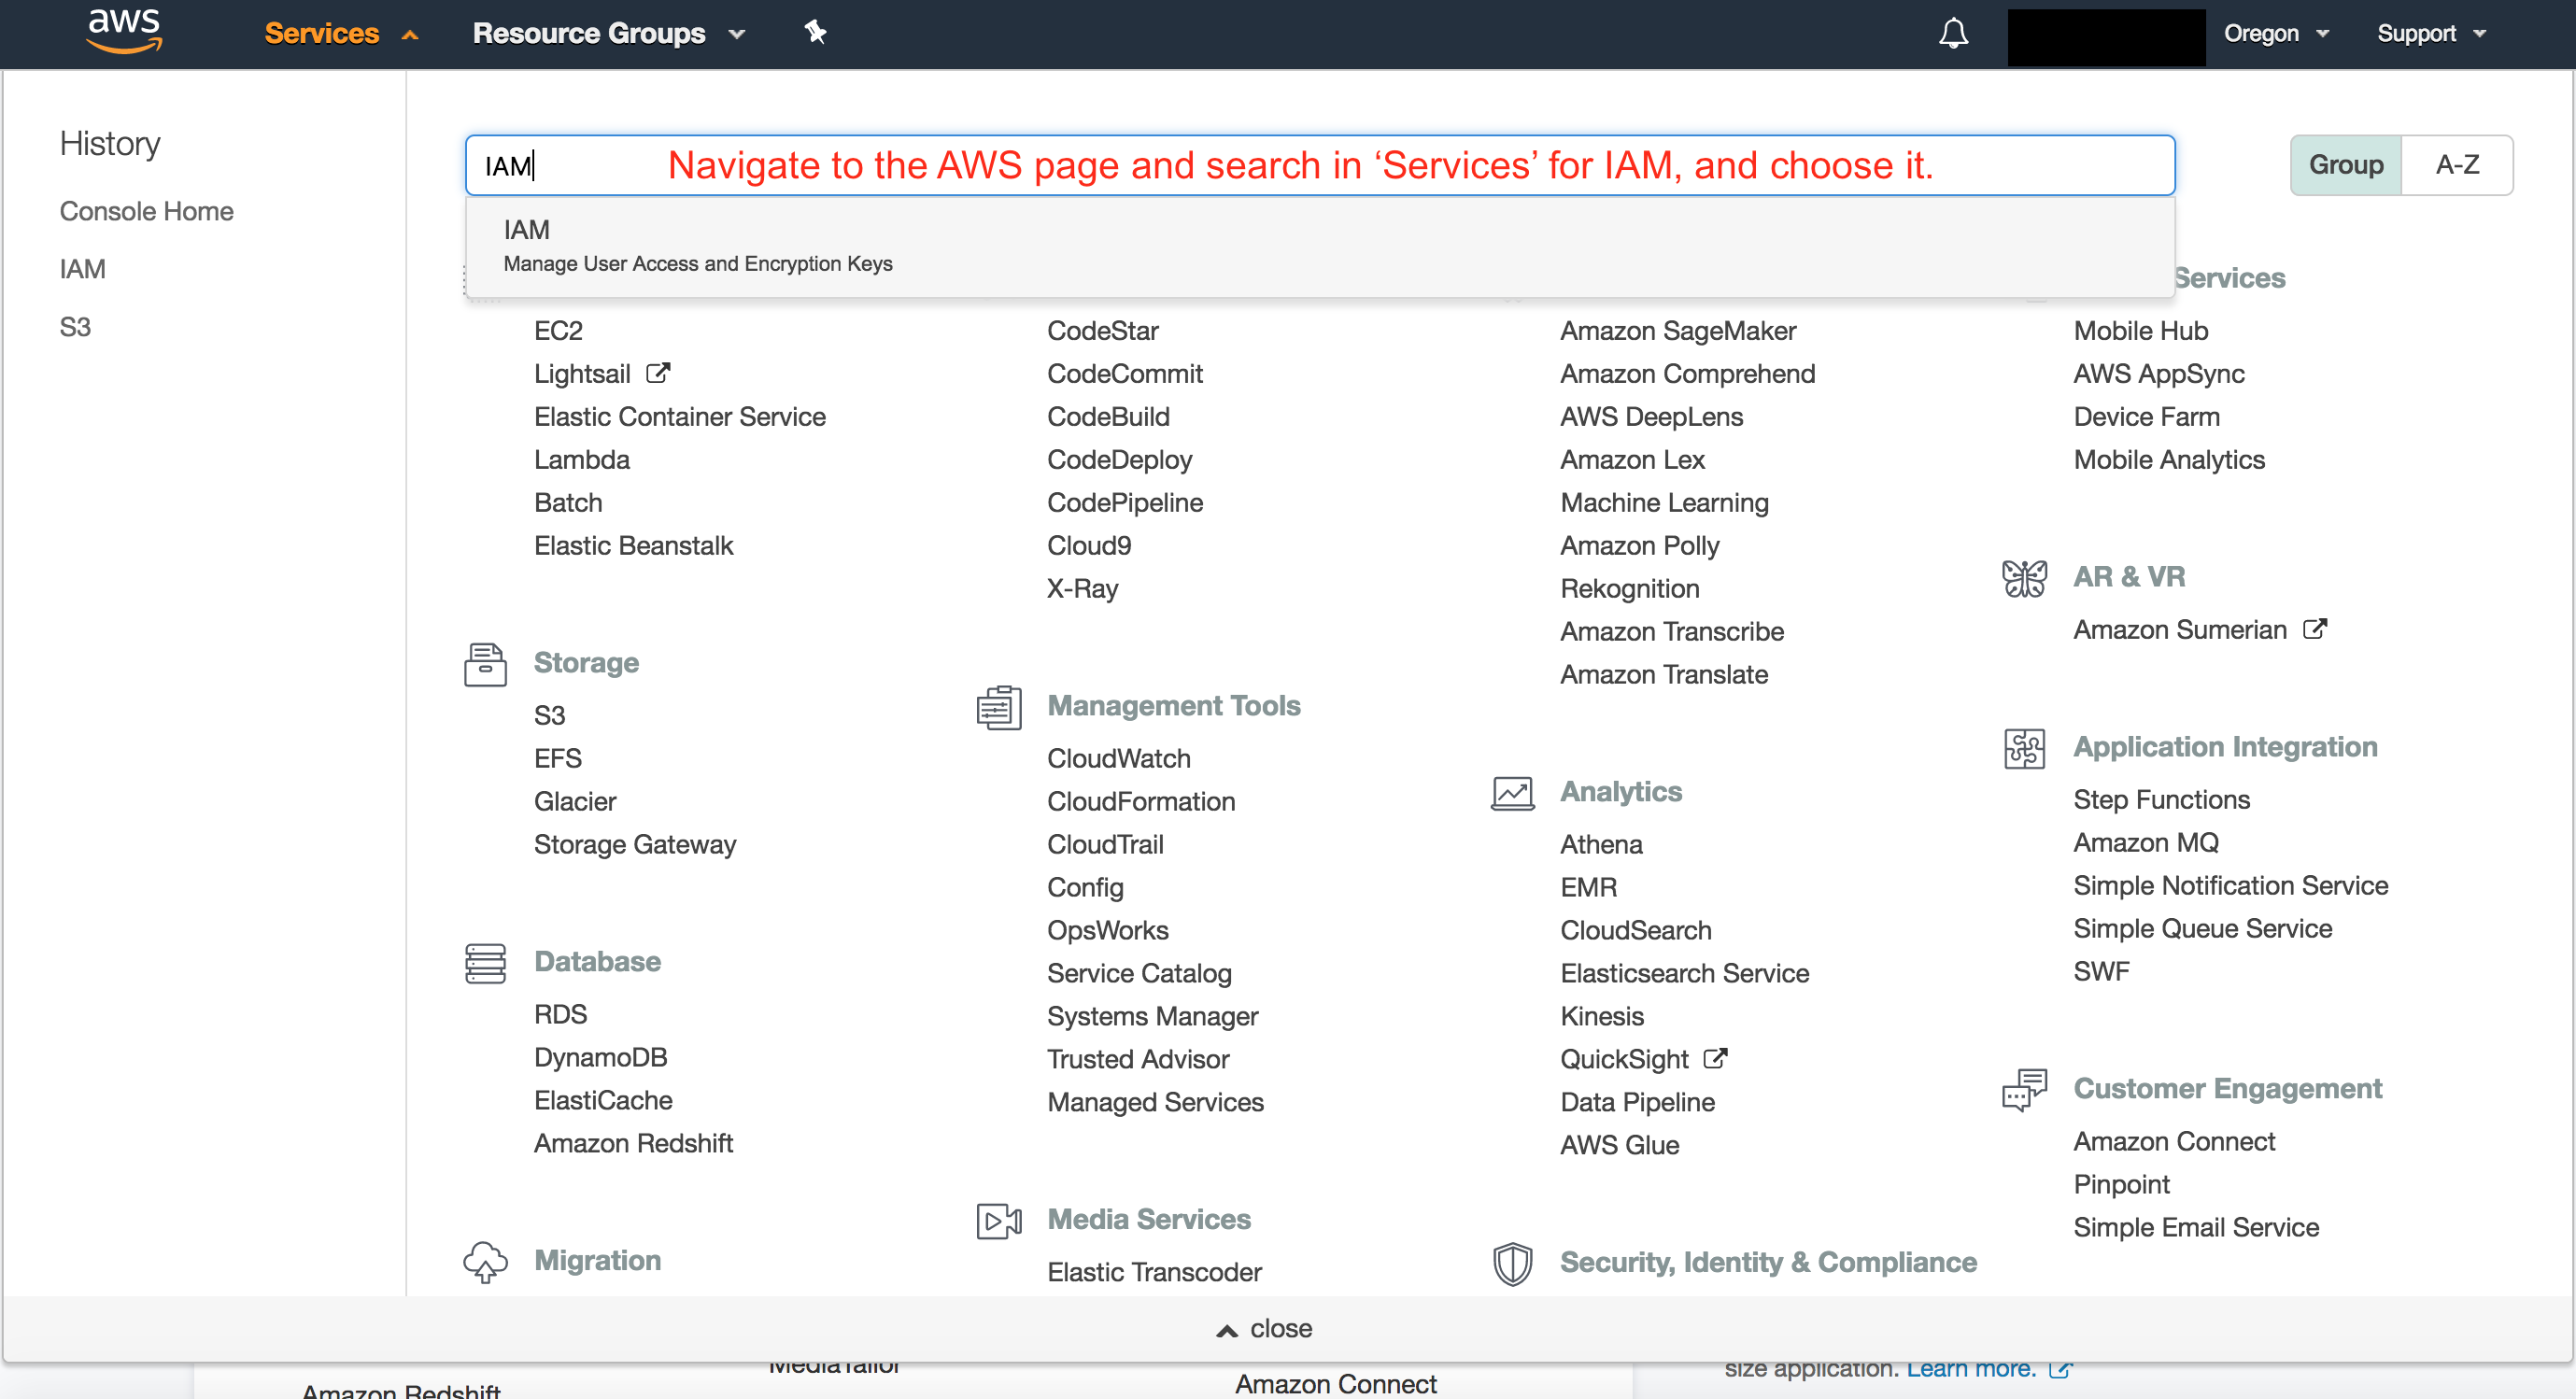 aws
Services
Resource Groups
Oregon
Support
History
Console Home
IAM
S3
IAM
Navigate to the AWS page and search in ‘Services’ for IAM, and choose it.
Group
A-Z
IAM
Manage User Access and Encryption Keys
EC2
Lightsail
Elastic Container Service
Lambda
Batch
Elastic Beanstalk
Storage
S3
EFS
Glacier
Storage Gateway
Database
RDS
DynamoDB
ElastiCache
Amazon Redshift
Migration
CodeStar
CodeCommit
CodeBuild
CodeDeploy
CodePipeline
Cloud9
X-Ray
Management Tools
CloudWatch
CloudFormation
CloudTrail
Config
OpsWorks
Service Catalog
Systems Manager
Trusted Advisor
Managed Services
Media Services
Elastic Transcoder
Amazon SageMaker
Amazon Comprehend
AWS DeepLens
Amazon Lex
Machine Learning
Amazon Polly
Rekognition
Amazon Transcribe
Amazon Translate
Analytics
Athena
EMR
CloudSearch
Elasticsearch Service
Kinesis
QuickSight
Data Pipeline
AWS Glue
Security, Identity & Compliance
Services
Mobile Hub
AWS AppSync
Device Farm
Mobile Analytics
AR & VR
Amazon Sumerian
Application Integration
Step Functions
Amazon MQ
Simple Notification Service
Simple Queue Service
SWF
Customer Engagement
Amazon Connect
Pinpoint
Simple Email Service
close
MediaTailor
Amazon Redshift
Amazon Connect
size application. Learn more.